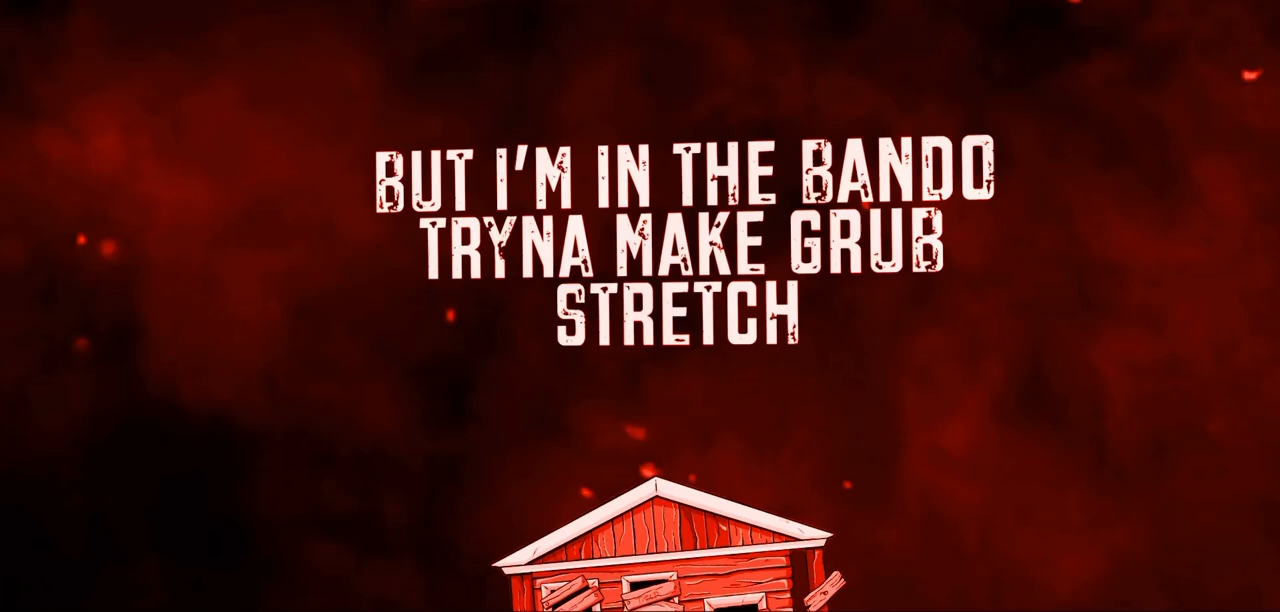 BUT I'M IN THE BANDO
TRYNA MAKE GRUB
STRETCH